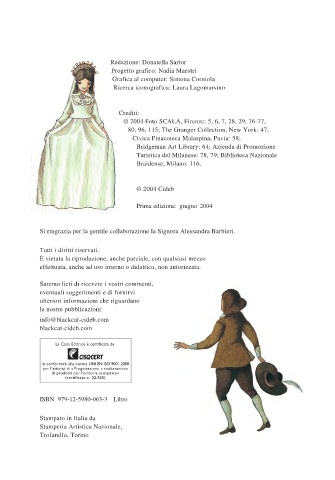 Redazione: Donatella Sartor
Progetto grafico: Nadia Maestri
Grafica al computer: Simona Corniola
Ricerca iconografica: Laura Lagomarsino
Crediti:
© 2004 Foto SCALA, Firenze: 5, 6, 7, 28, 29, 76-77,
80, 96, 115; The Granger Collection, New York: 47;
Civica Pinacoteca Malaspina, Pavia: 58;
Bridgeman Art Library: 64; Azienda di Promozione
Turistica del Milanese: 78, 79; Biblioteca Nazionale
Braidense, Milano: 116.
© 2004 Cideb
Prima edizione: giugno 2004
Si ringrazia per la gentile collaborazione la Signora Alessandra Barbieri.
Tutti i diritti riservati.
È vietata la riproduzione, anche parziale, con qualsiasi mezzo
effettuata, anche ad uso interno o didattico, non autorizzata.
Saremo lieti di ricevere i vostri commenti,
eventuali suggerimenti e di fornirvi
ulteriori informazioni che riguardano
le nostre pubblicazioni:
info@blackcat-cideb.com
blackcat-cideb.com
La Casa Editrice è certificata da
CISQCERT
in conformità alla norma UNI EN ISO 9001:2000
per l'attività di «Progettazione e realizzazione
di prodotti per l'editoria scolastica»
(certificato n. 02.565)
ISBN 979-12-5980-063-3 Libro
Stampato in Italia da
Stamperia Artistica Nazionale,
Trofarello, Torino